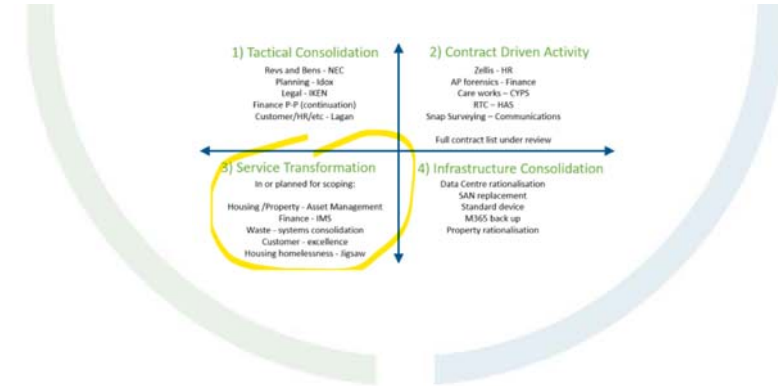 1) Tactical Consolidation
Revs and Bens - NEC
Planning - Idox
Legal - IKEN
Finance P-P (continuation)
Customer/HR/etc - Lagan
2) Contract Driven Activity
Zellis - HR
AP forensics - Finance
Care works – CYPS
RTC – HAS
Snap Surveying – Communications
Full contract list under review
3) Service Transformation
In or planned for scoping:
Housing /Property - Asset Management
Finance - IMS
Waste - systems consolidation
Customer - excellence
Housing homelessness - Jigsaw
4) Infrastructure Consolidation
Data Centre rationalisation
SAN replacement
Standard device
M365 back up
Property rationalisation